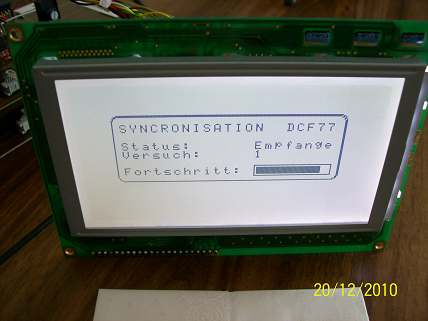 SYNCRONISATION DCF77
Status: Empfange
Versuch: 1
Fortschritt:
20/12/2010